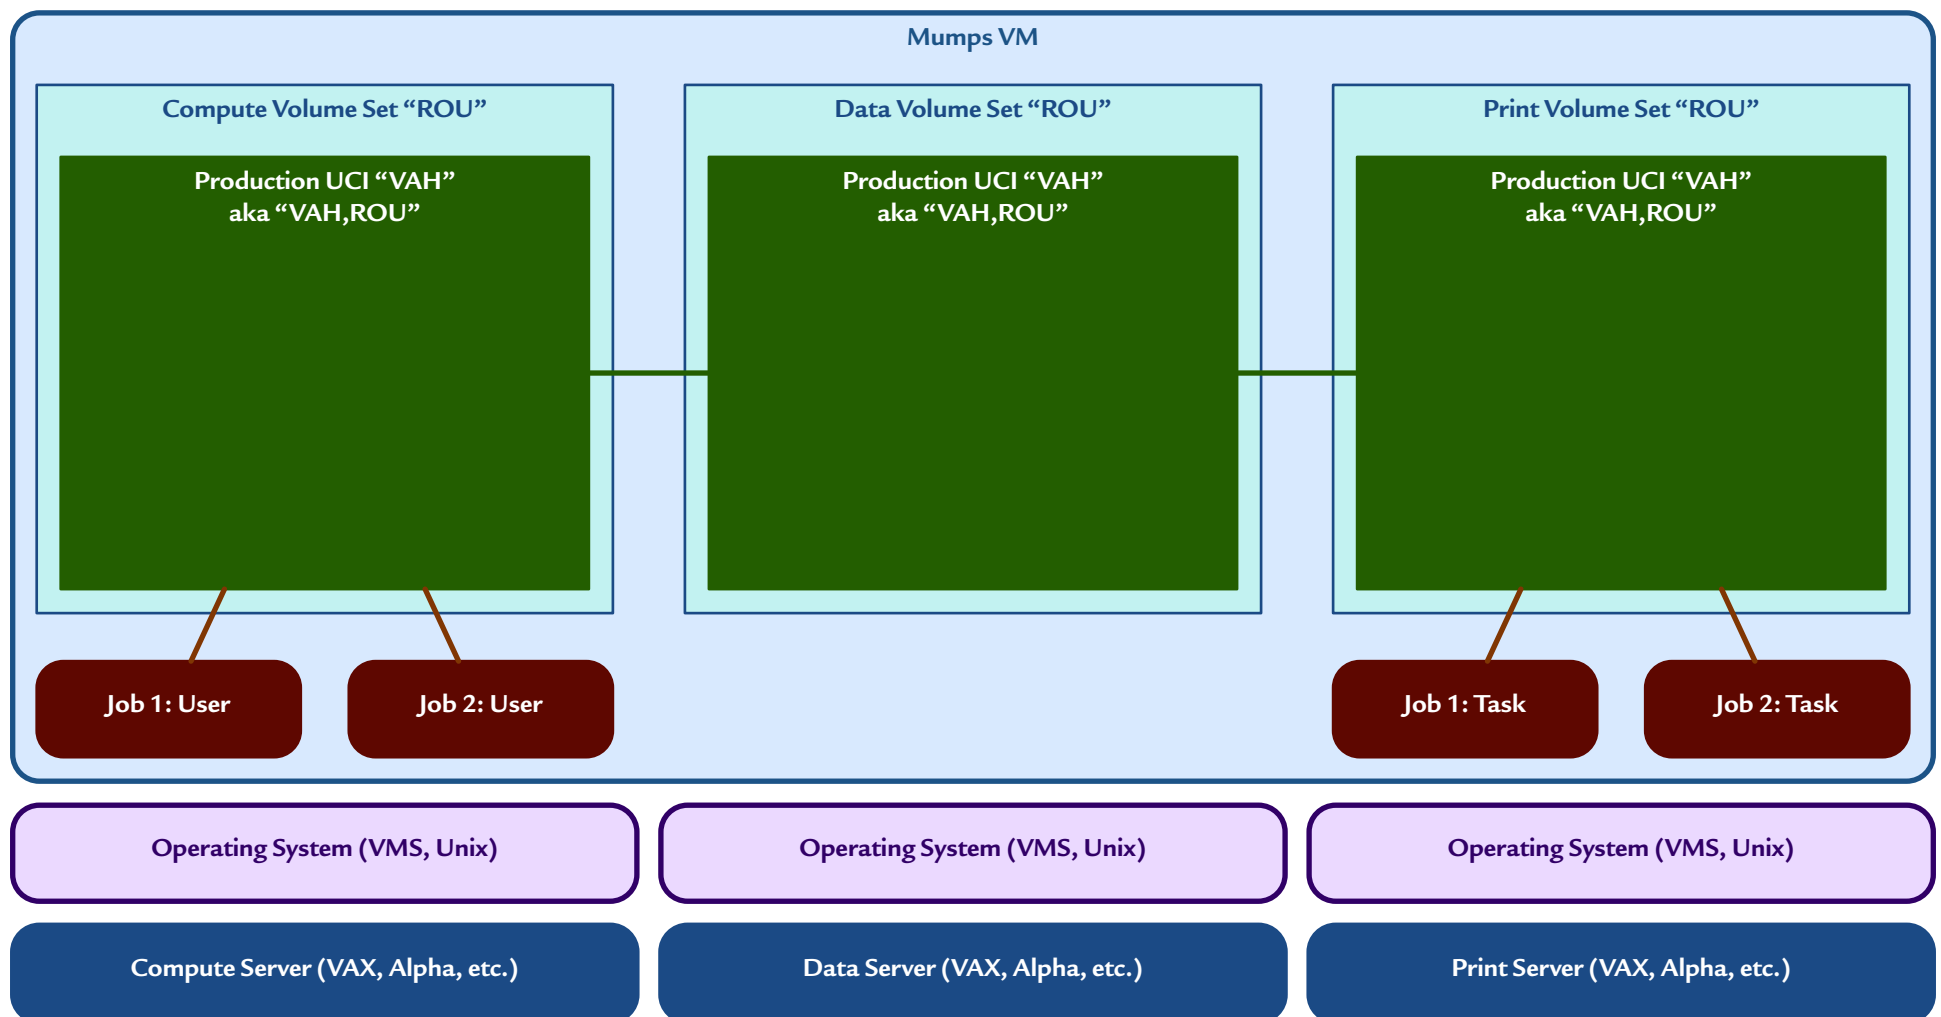 Mumps VM
Compute Volume Set “ROU”
Data Volume Set “ROU”
Print Volume Set “ROU”
Production UCI “VAH”
aka “VAH,ROU”
Production UCI “VAH”
aka “VAH,ROU”
Production UCI “VAH”
aka “VAH,ROU”
Job 1: User
Job 2: User
Job 1: Task
Job 2: Task
Operating System (VMS, Unix)
Operating System (VMS, Unix)
Operating System (VMS, Unix)
Compute Server (VAX, Alpha, etc.)
Data Server (VAX, Alpha, etc.)
Print Server (VAX, Alpha, etc.)